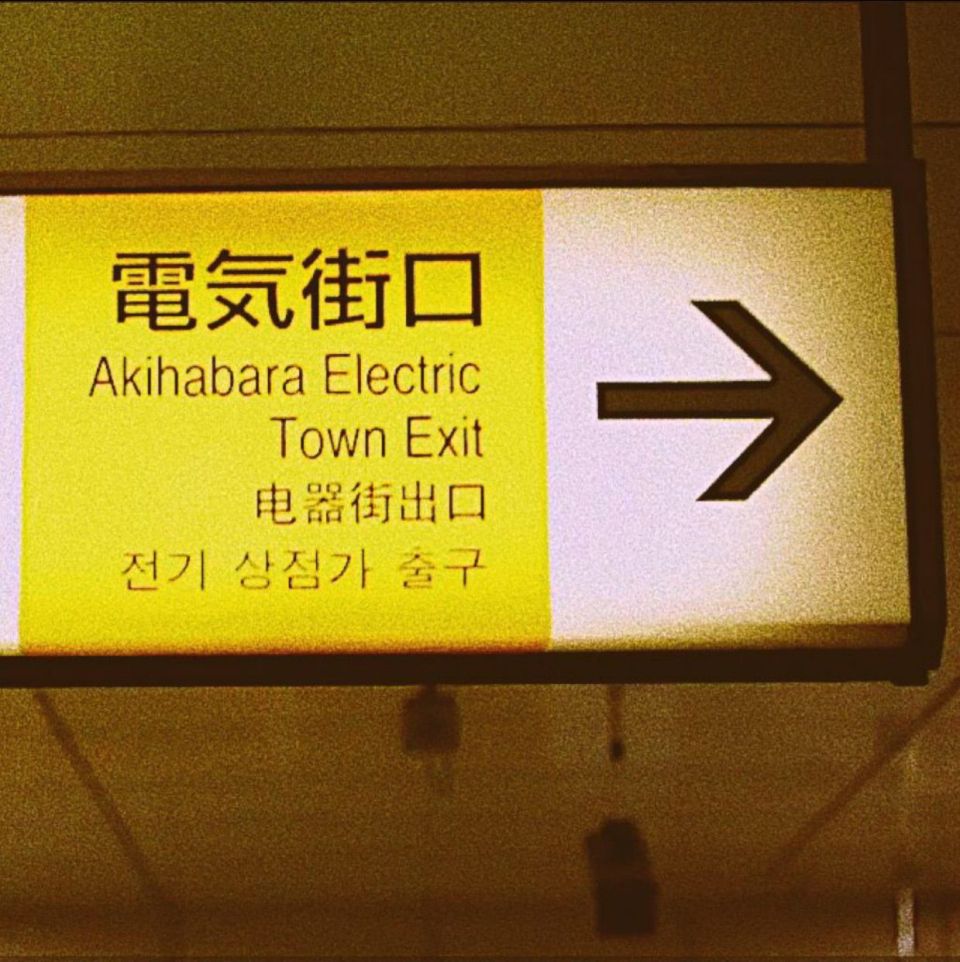 電気街口
Akihabara Electric
Town Exit
电器街出口
전기 상점가 출구